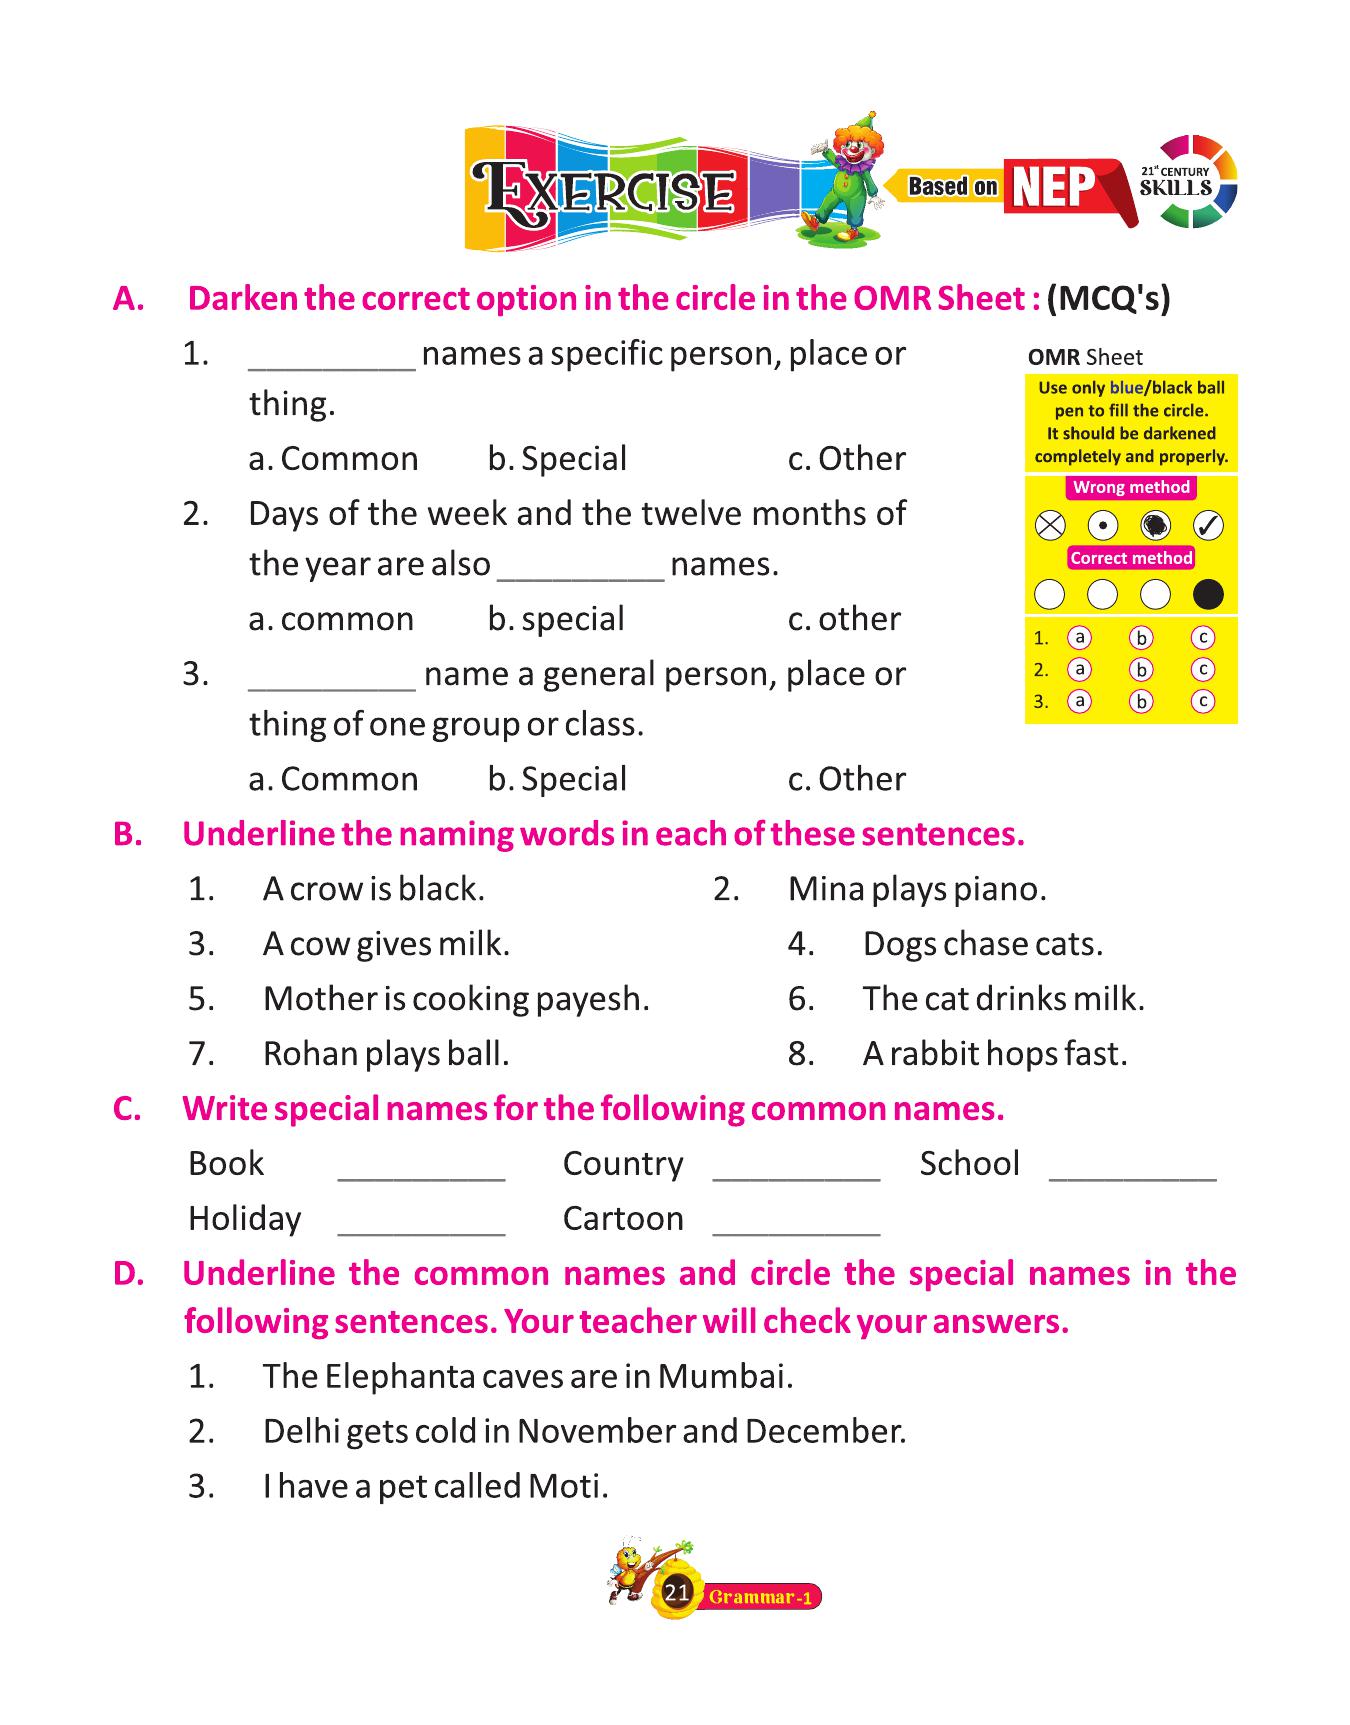 EXERCISE Based on NEP 21st CENTURY SKILLS
A. Darken the correct option in the circle in the OMR Sheet : (MCQ's)
1. _________ names a specific person, place or
thing.
a. Common b. Special c. Other
2. Days of the week and the twelve months of
the year are also _________ names.
a. common b. special c. other
3. _________ name a general person, place or
thing of one group or class.
a. Common b. Special c. Other
OMR Sheet
Use only blue/black ball
pen to fill the circle.
It should be darkened
completely and properly.
Wrong method
Correct method
1. a b c
2. a b c
3. a b c
B. Underline the naming words in each of these sentences.
1. A crow is black. 2. Mina plays piano.
3. A cow gives milk. 4. Dogs chase cats.
5. Mother is cooking payesh. 6. The cat drinks milk.
7. Rohan plays ball. 8. A rabbit hops fast.
C. Write special names for the following common names.
Book _________ Country _________ School _________
Holiday _________ Cartoon _________
D. Underline the common names and circle the special names in the
following sentences. Your teacher will check your answers.
1. The Elephanta caves are in Mumbai.
2. Delhi gets cold in November and December.
3. I have a pet called Moti.
21 Grammar-1